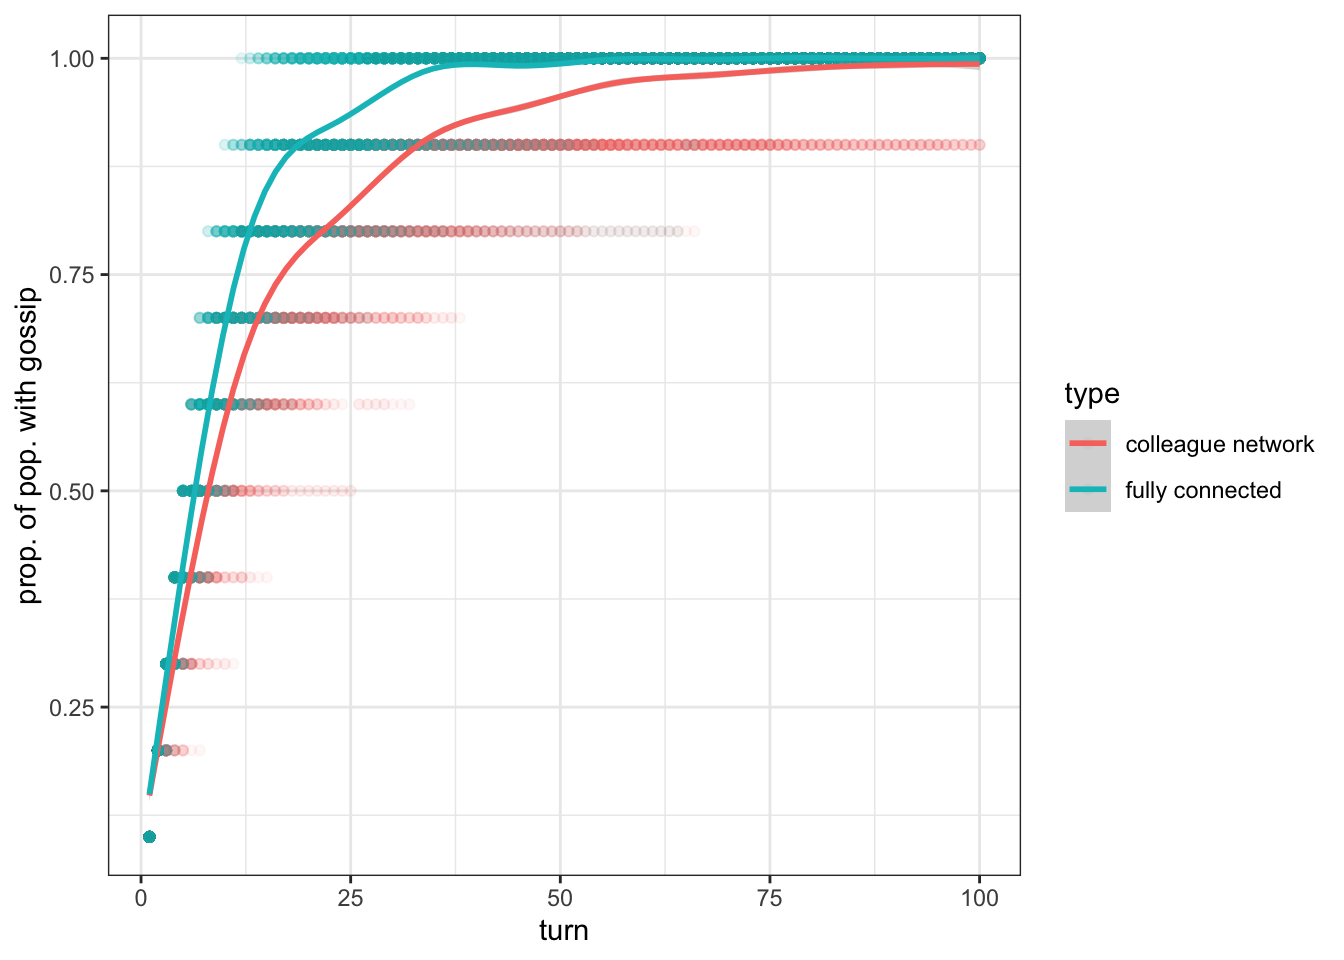 1.00
0.75
0.50
0.25
prop. of pop. with gossip
0 25 50 75 100
turn
type
colleague network
fully connected